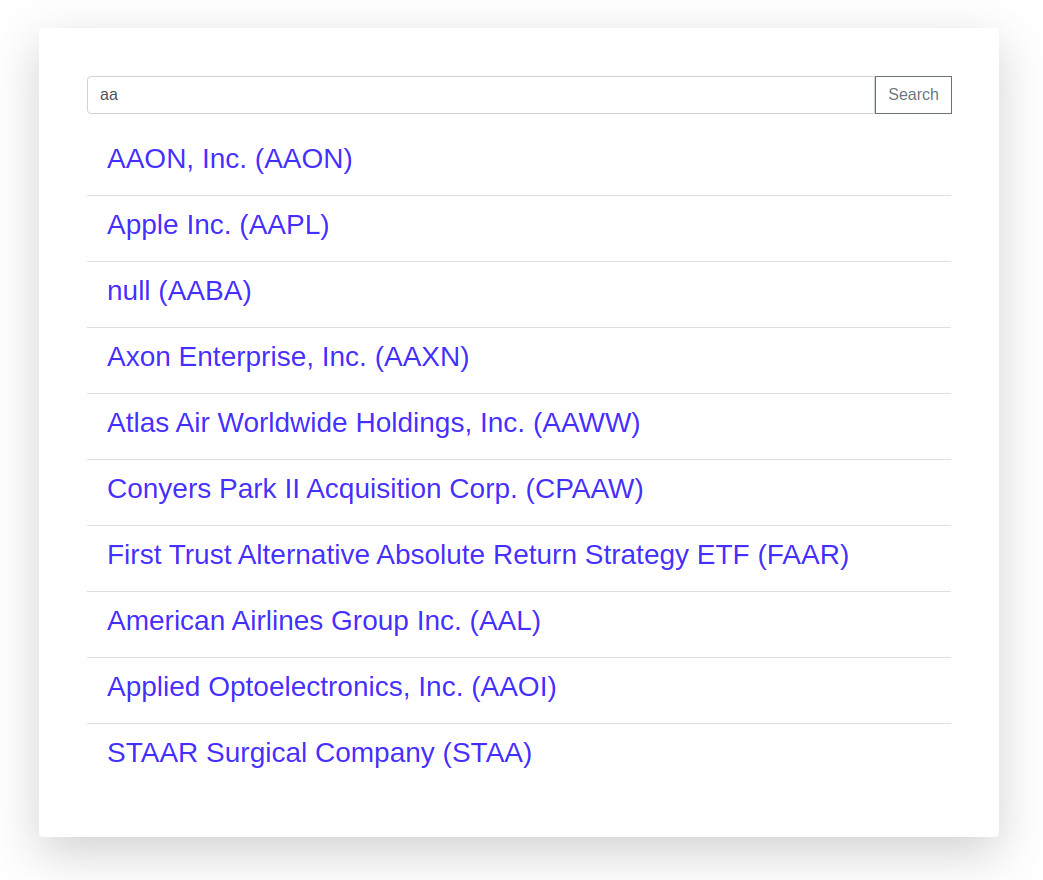 aa
Search
AAON, Inc. (AAON)
Apple Inc. (AAPL)
null (AABA)
Axon Enterprise, Inc. (AAXN)
Atlas Air Worldwide Holdings, Inc. (AAWW)
Conyers Park II Acquisition Corp. (CPAAW)
First Trust Alternative Absolute Return Strategy ETF (FAAR)
American Airlines Group Inc. (AAL)
Applied Optoelectronics, Inc. (AAOI)
STAAR Surgical Company (STAA)